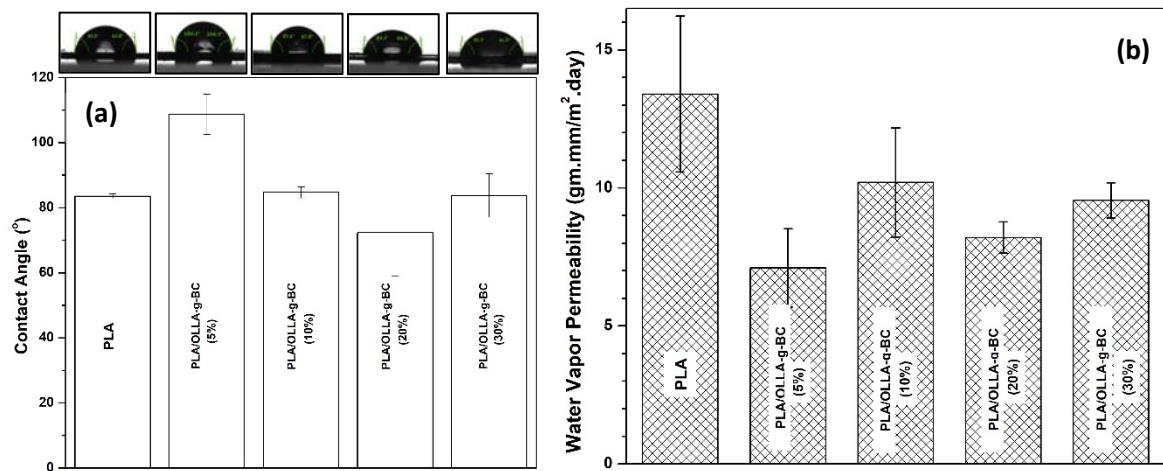 120
(a)
100
80
60
40
20
0
Contact Angle (°)
PLA
PLA/OLLA-g-BC
(5%)
PLA/OLLA-g-BC
(10%)
PLA/OLLA-g-BC
(20%)
PLA/OLLA-g-BC
(30%)
(b)
15
10
5
0
Water Vapor Permeability (gm.mm/m².day)
PLA
PLA/OLLA-g-BC
(5%)
PLA/OLLA-g-BC
(10%)
PLA/OLLA-g-BC
(20%)
PLA/OLLA-g-BC
(30%)